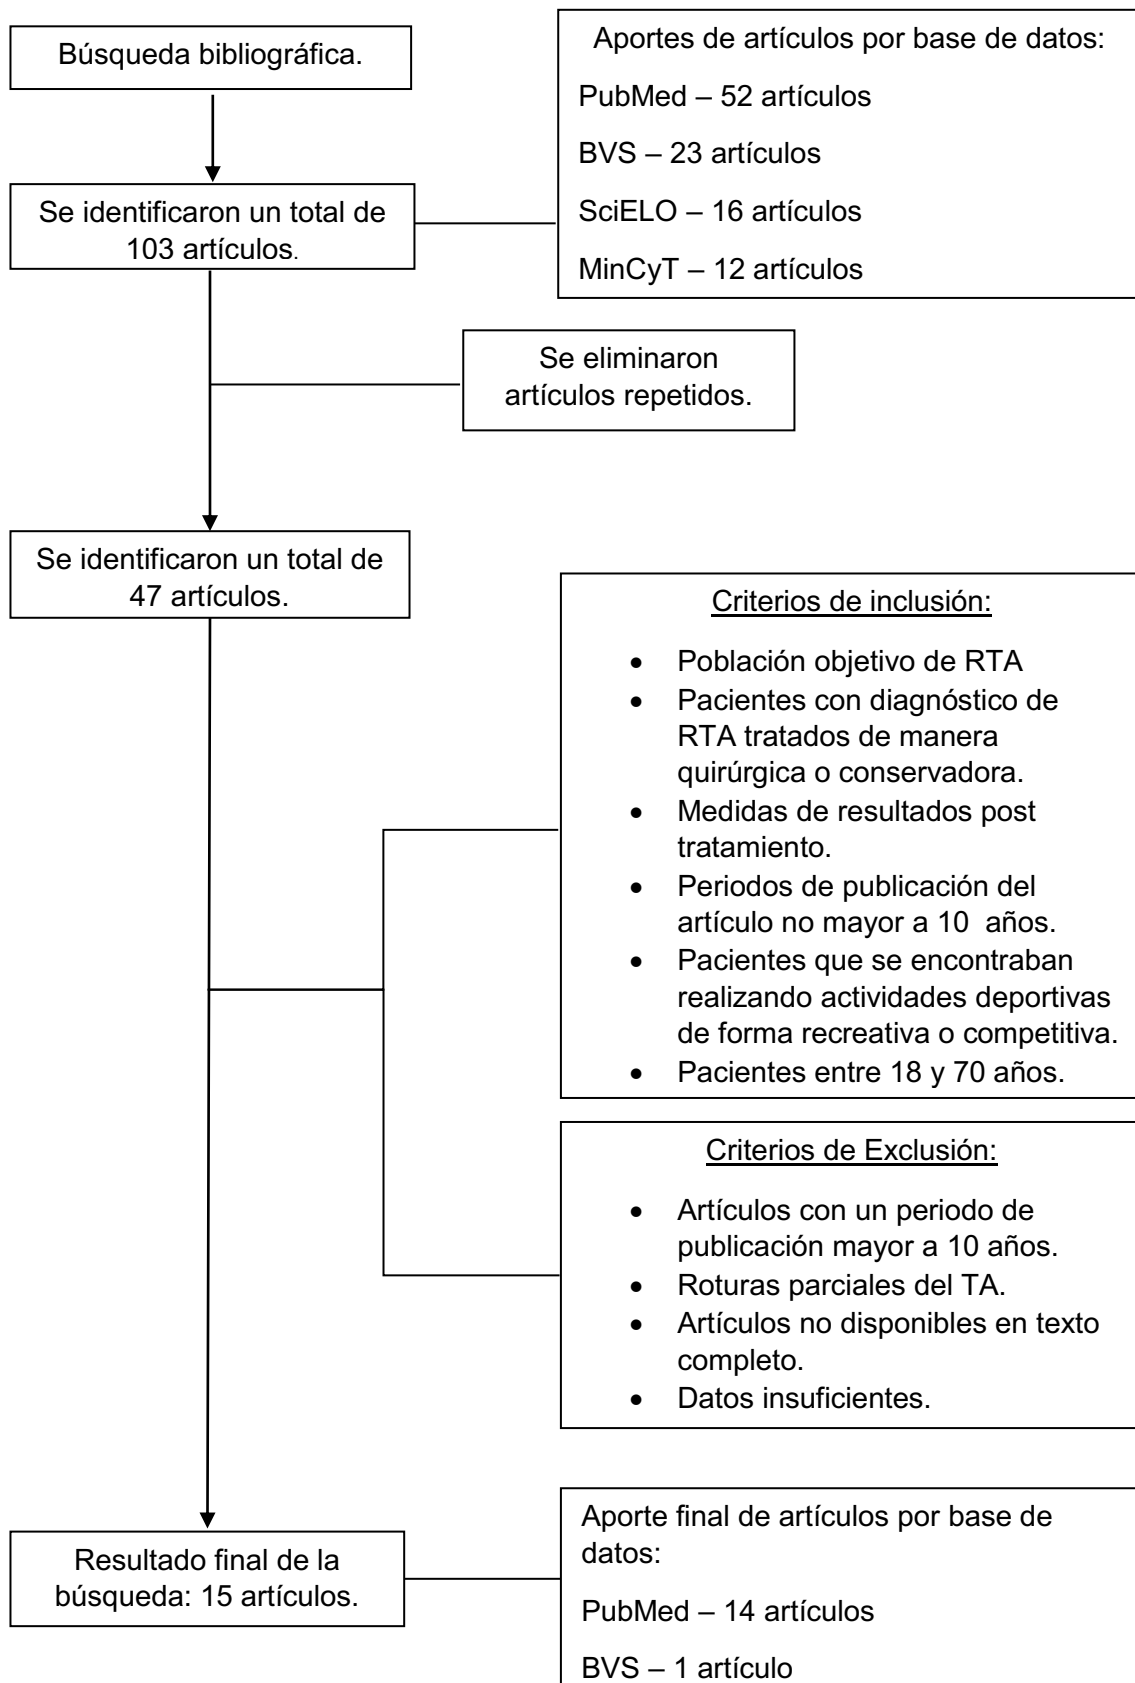 Búsqueda bibliográfica.
Aportes de artículos por base de datos:
PubMed – 52 artículos
BVS – 23 artículos
SciELO – 16 artículos
MinCyT – 12 artículos
Se identificaron un total de
103 artículos.
Se eliminaron
artículos repetidos.
Se identificaron un total de
47 artículos.
Criterios de inclusión:
• Población objetivo de RTA
• Pacientes con diagnóstico de
RTA tratados de manera
quirúrgica o conservadora.
• Medidas de resultados post
tratamiento.
• Periodos de publicación del
artículo no mayor a 10 años.
• Pacientes que se encontraban
realizando actividades deportivas
de forma recreativa o competitiva.
• Pacientes entre 18 y 70 años.
Criterios de Exclusión:
• Artículos con un periodo de
publicación mayor a 10 años.
• Roturas parciales del TA.
• Artículos no disponibles en texto
completo.
• Datos insuficientes.
Resultado final de la
búsqueda: 15 artículos.
Aporte final de artículos por base de
datos:
PubMed – 14 artículos
BVS – 1 artículo